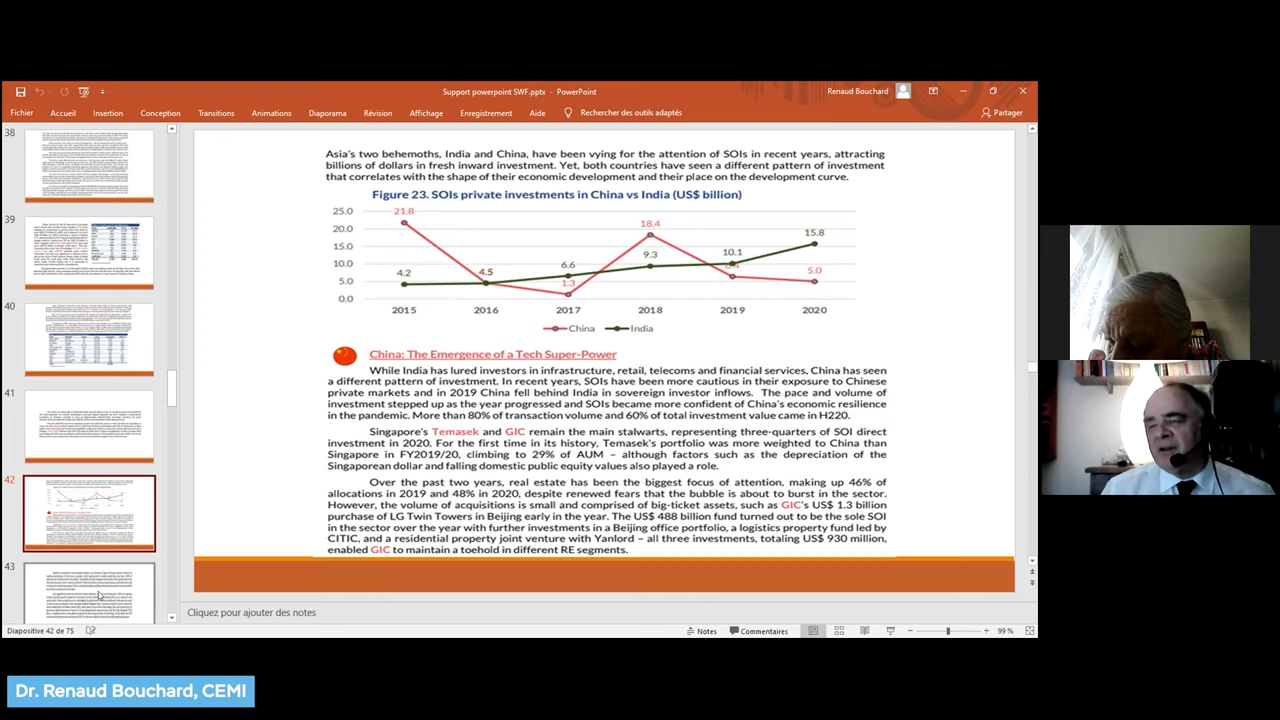 Support powerpoint SWF.pptx - PowerPoint
Renaud Bouchard
Fichier Accueil Insertion Conception Transitions Animations Diaporama Révision Affichage Enregistrement Aide Rechercher des outils adaptés Partager
38
39
40
41
42
43
Asia's two behemoths, India and China, have been vying for the attention of SOIs in recent years, attracting
billions of dollars in fresh inward investment. Yet, both countries have seen a different pattern of investment
that correlates with the shape of their economic development and their place on the development curve.
Figure 23. SOIs private investments in China vs India (US$ billion)
25.0
20.0
15.0
10.0
5.0
0.0
21.8
18.4
15.8
10.1
9.3
6.6
4.2
4.5
1.3
5.0
2015 2016 2017 2018 2019 2020
China India
China: The Emergence of a Tech Super-Power
While India has lured investors in infrastructure, retail, telecoms and financial services, China has seen
a different pattern of investment. In recent years, SOIs have been more cautious in their exposure to Chinese
private markets and in 2019 China fell behind India in sovereign investor inflows. The pace and volume of
investment stepped up as the year progressed and SOIs became more confident of China's economic resilience
in the pandemic. More than 80% of transaction volume and 60% of total investment value came in H220.
Singapore's Temasek and GIC remain the main stalwarts, representing three-quarters of SOI direct
investment in 2020. For the first time in its history, Temasek's portfolio was more weighted to China than
Singapore in FY2019/20, climbing to 29% of AUM – although factors such as the depreciation of the
Singaporean dollar and falling domestic public equity values also played a role.
Over the past two years, real estate has been the biggest focus of attention, making up 46% of
allocations in 2019 and 48% in 2020, despite renewed fears that the bubble is about to burst in the sector.
However, the volume of acquisitions is small and comprised of big-ticket assets, such as GIC's US$ 1.3 billion
purchase of LG Twin Towers in Beijing early in the year. The US$ 488 billion fund turned out to be the sole SOI
in the sector over the year with further investments in a Beijing office portfolio, a logistics property fund led by
CITIC, and a residential property joint venture with Yanlord – all three investments, totaling US$ 930 million,
enabled GIC to maintain a toehold in different RE segments.
Cliquez pour ajouter des notes
Diapositive 42 de 75 Notes Commentaires 99 %
Dr. Renaud Bouchard, CEMI